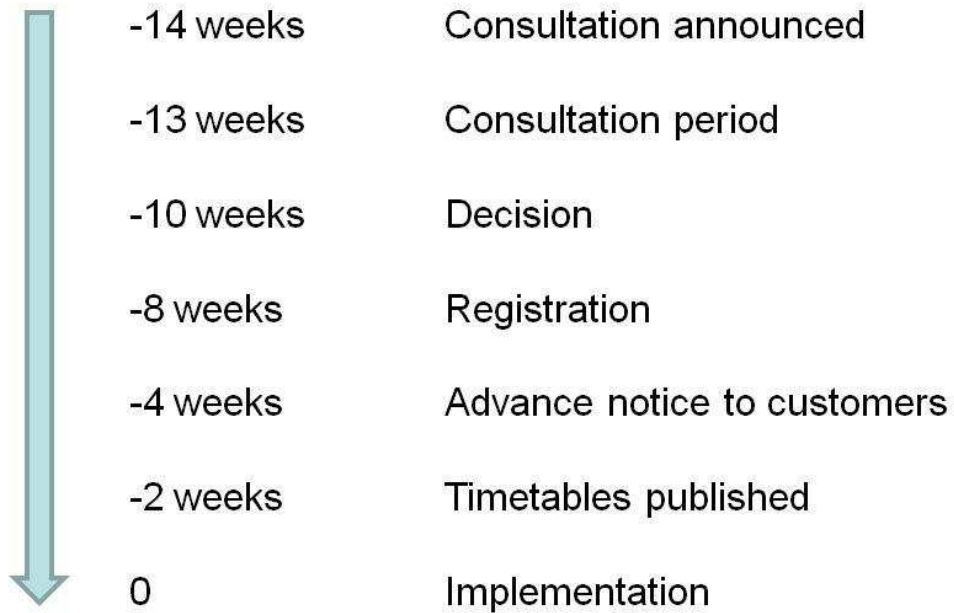 -14 weeks Consultation announced
-13 weeks Consultation period
-10 weeks Decision
-8 weeks Registration
-4 weeks Advance notice to customers
-2 weeks Timetables published
0 Implementation